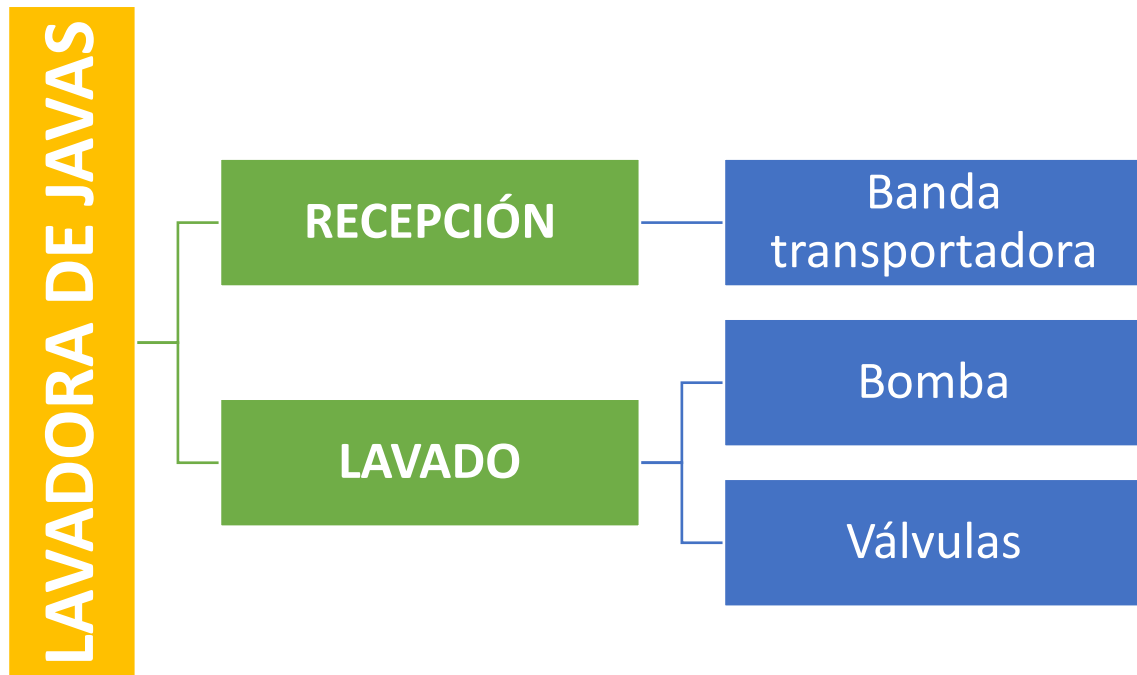 LAVADORA DE JAVAS
RECEPCIÓN
Banda
transportadora
LAVADO
Bomba
Válvulas